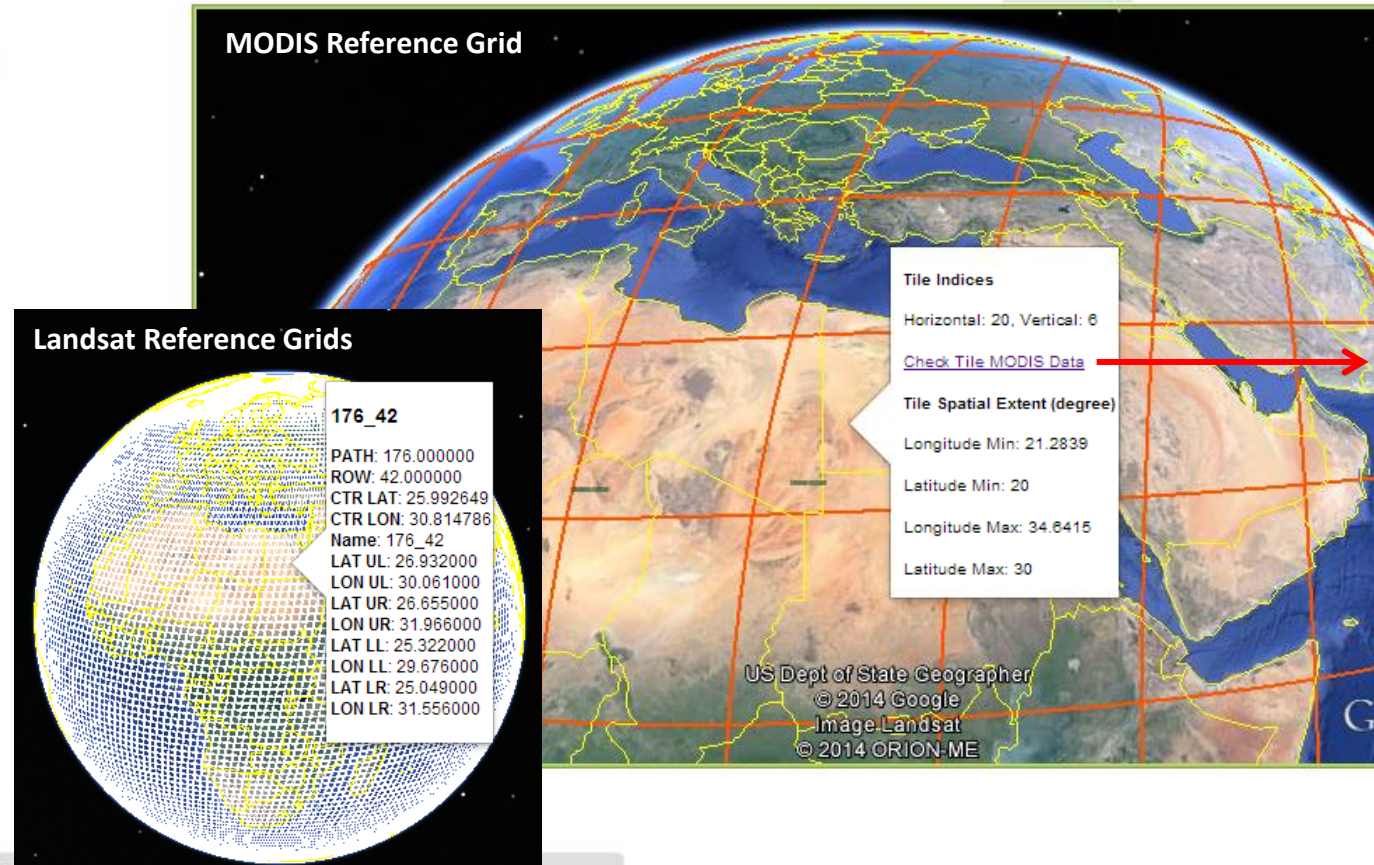 MODIS Reference Grid
Tile Indices
Horizontal: 20, Vertical: 6
Check Tile MODIS Data
Tile Spatial Extent (degree)
Longitude Min: 21.2839
Latitude Min: 20
Longitude Max: 34.6415
Latitude Max: 30
US Dept of State Geographer
© 2014 Google
Image Landsat
© 2014 ORION-ME
G
Landsat Reference Grids
176_42
PATH: 176.000000
ROW: 42.000000
CTR LAT: 25.992649
CTR LON: 30.814786
Name: 176_42
LAT UL: 26.932000
LON UL: 30.061000
LAT UR: 26.655000
LON UR: 31.966000
LAT LL: 25.322000
LON LL: 29.676000
LAT LR: 25.049000
LON LR: 31.556000